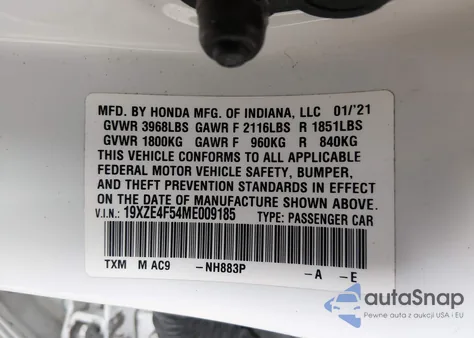 MFD. BY HONDA MFG. OF INDIANA, LLC 01/'21
GVWR 3968LBS GAWR F 2116LBS R 1851LBS
GVWR 1800KG GAWR F 960KG R 840KG
THIS VEHICLE CONFORMS TO ALL APPLICABLE
FEDERAL MOTOR VEHICLE SAFETY, BUMPER,
AND THEFT PREVENTION STANDARDS IN EFFECT
ON THE DATE OF MANUFACTURE SHOWN ABOVE.
V.I.N.: 19XZE4F54ME009185 TYPE: PASSENGER CAR
TXM M AC9 -NH883P -A -E
autoSnap
Pewne auta z USA i EU